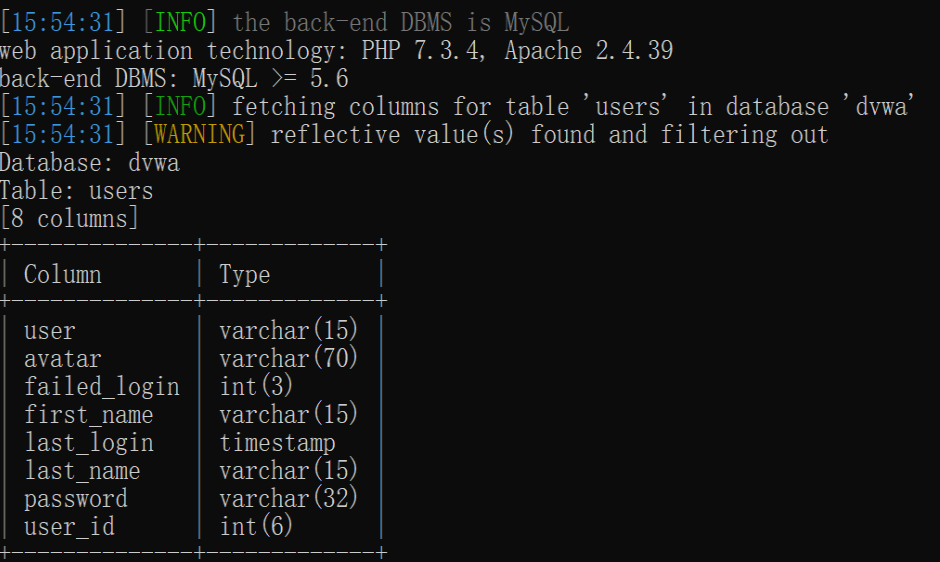 [15:54:31] [INFO] the back-end DBMS is MySQL
web application technology: PHP 7.3.4, Apache 2.4.39
back-end DBMS: MySQL >= 5.6
[15:54:31] [INFO] fetching columns for table 'users' in database 'dvwa'
[15:54:31] [WARNING] reflective value(s) found and filtering out
Database: dvwa
Table: users
[8 columns]
+--------------+-------------+
| Column       | Type        |
+--------------+-------------+
| user         | varchar(15) |
| avatar       | varchar(70) |
| failed_login | int(3)      |
| first_name   | varchar(15) |
| last_login   | timestamp   |
| last_name    | varchar(15) |
| password     | varchar(32) |
| user_id      | int(6)      |
+--------------+-------------+